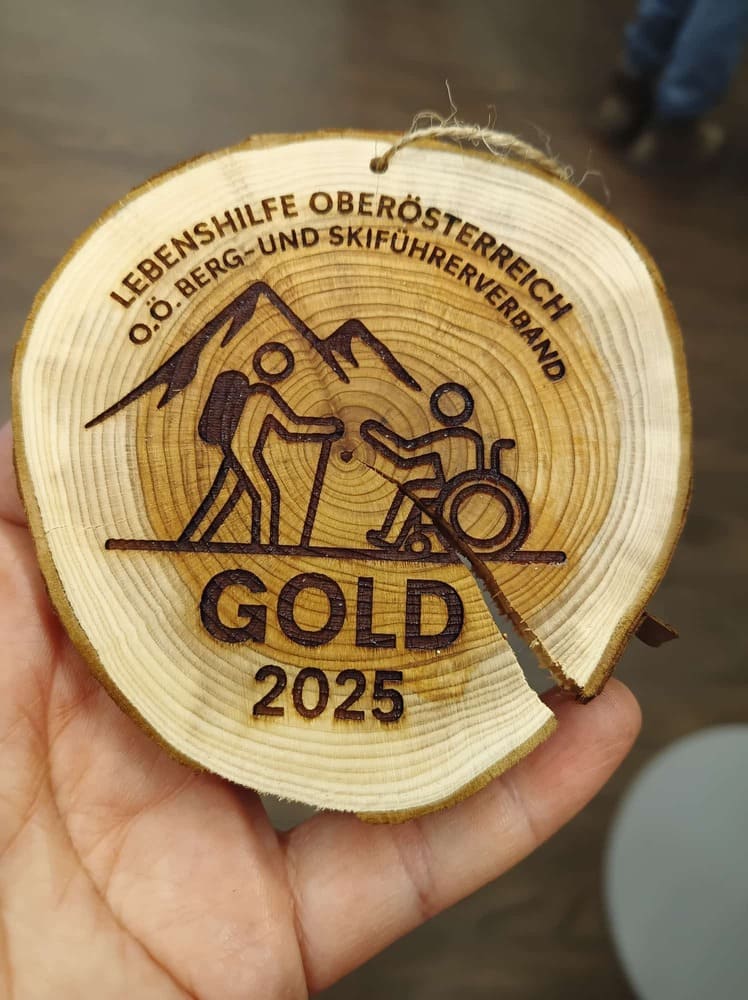 LEBENSHILFE OBERÖSTERREICH
O.Ö. BERG-UND SKIFÜHRERVERBAND
GOLD
2025